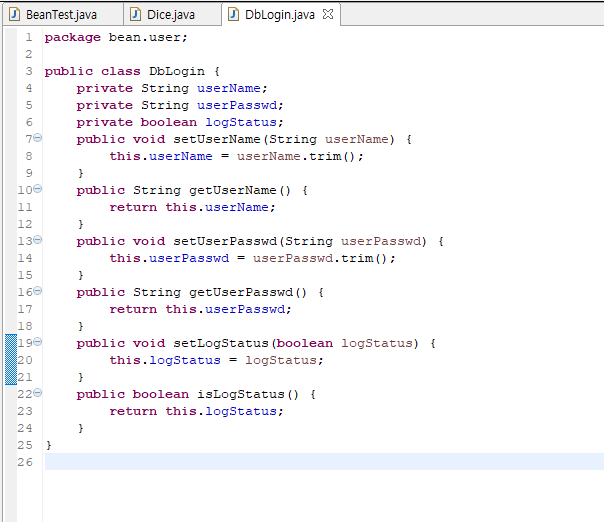 BeanTest.java Dice.java DbLogin.java
1 package bean.user;
2
3 public class DbLogin {
4     private String userName;
5     private String userPasswd;
6     private boolean logStatus;
7     public void setUserName(String userName) {
8         this.userName = userName.trim();
9     }
10     public String getUserName() {
11         return this.userName;
12     }
13     public void setUserPasswd(String userPasswd) {
14         this.userPasswd = userPasswd.trim();
15     }
16     public String getUserPasswd() {
17         return this.userPasswd;
18     }
19     public void setLogStatus(boolean logStatus) {
20         this.logStatus = logStatus;
21     }
22     public boolean isLogStatus() {
23         return this.logStatus;
24     }
25 }
26